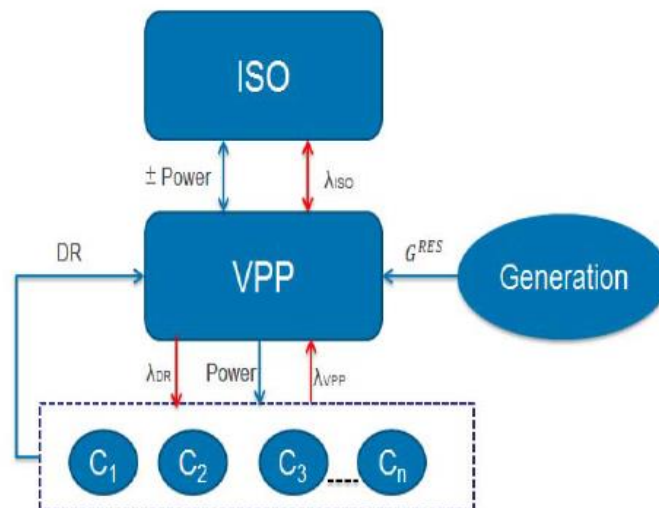 ISO
± Power λISO
DR
VPP
G^RES
Generation
λDR Power λVPP
C1 C2 C3 Cn